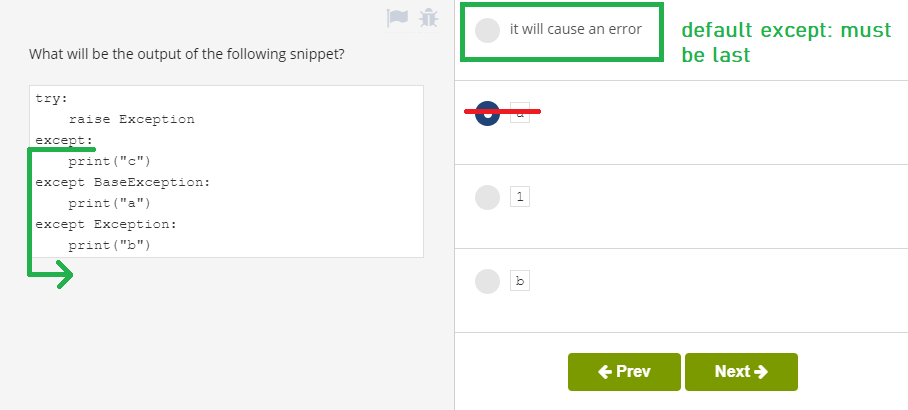 What will be the output of the following snippet?
try:
    raise Exception
except:
    print("c")
except BaseException:
    print("a")
except Exception:
    print("b")
it will cause an error
default except: must
be last
a
1
b
Prev
Next